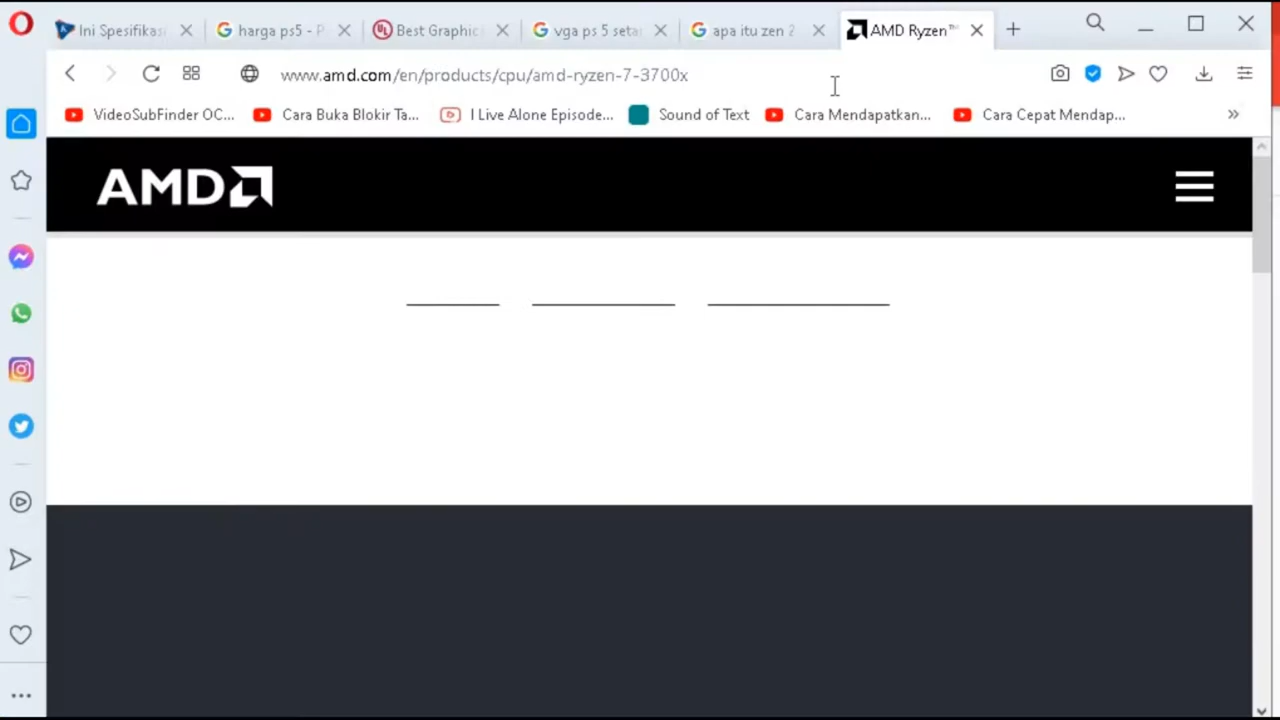 Ini Spesifikas
harga ps5 - P
Best Graphic
vga ps 5 seta
apa itu zen 2
AMD Ryzen™
www.amd.com/en/products/cpu/amd-ryzen-7-3700x
VideoSubFinder OC...
Cara Buka Blokir Ta...
I Live Alone Episode...
Sound of Text
Cara Mendapatkan...
Cara Cepat Mendap...
AMD